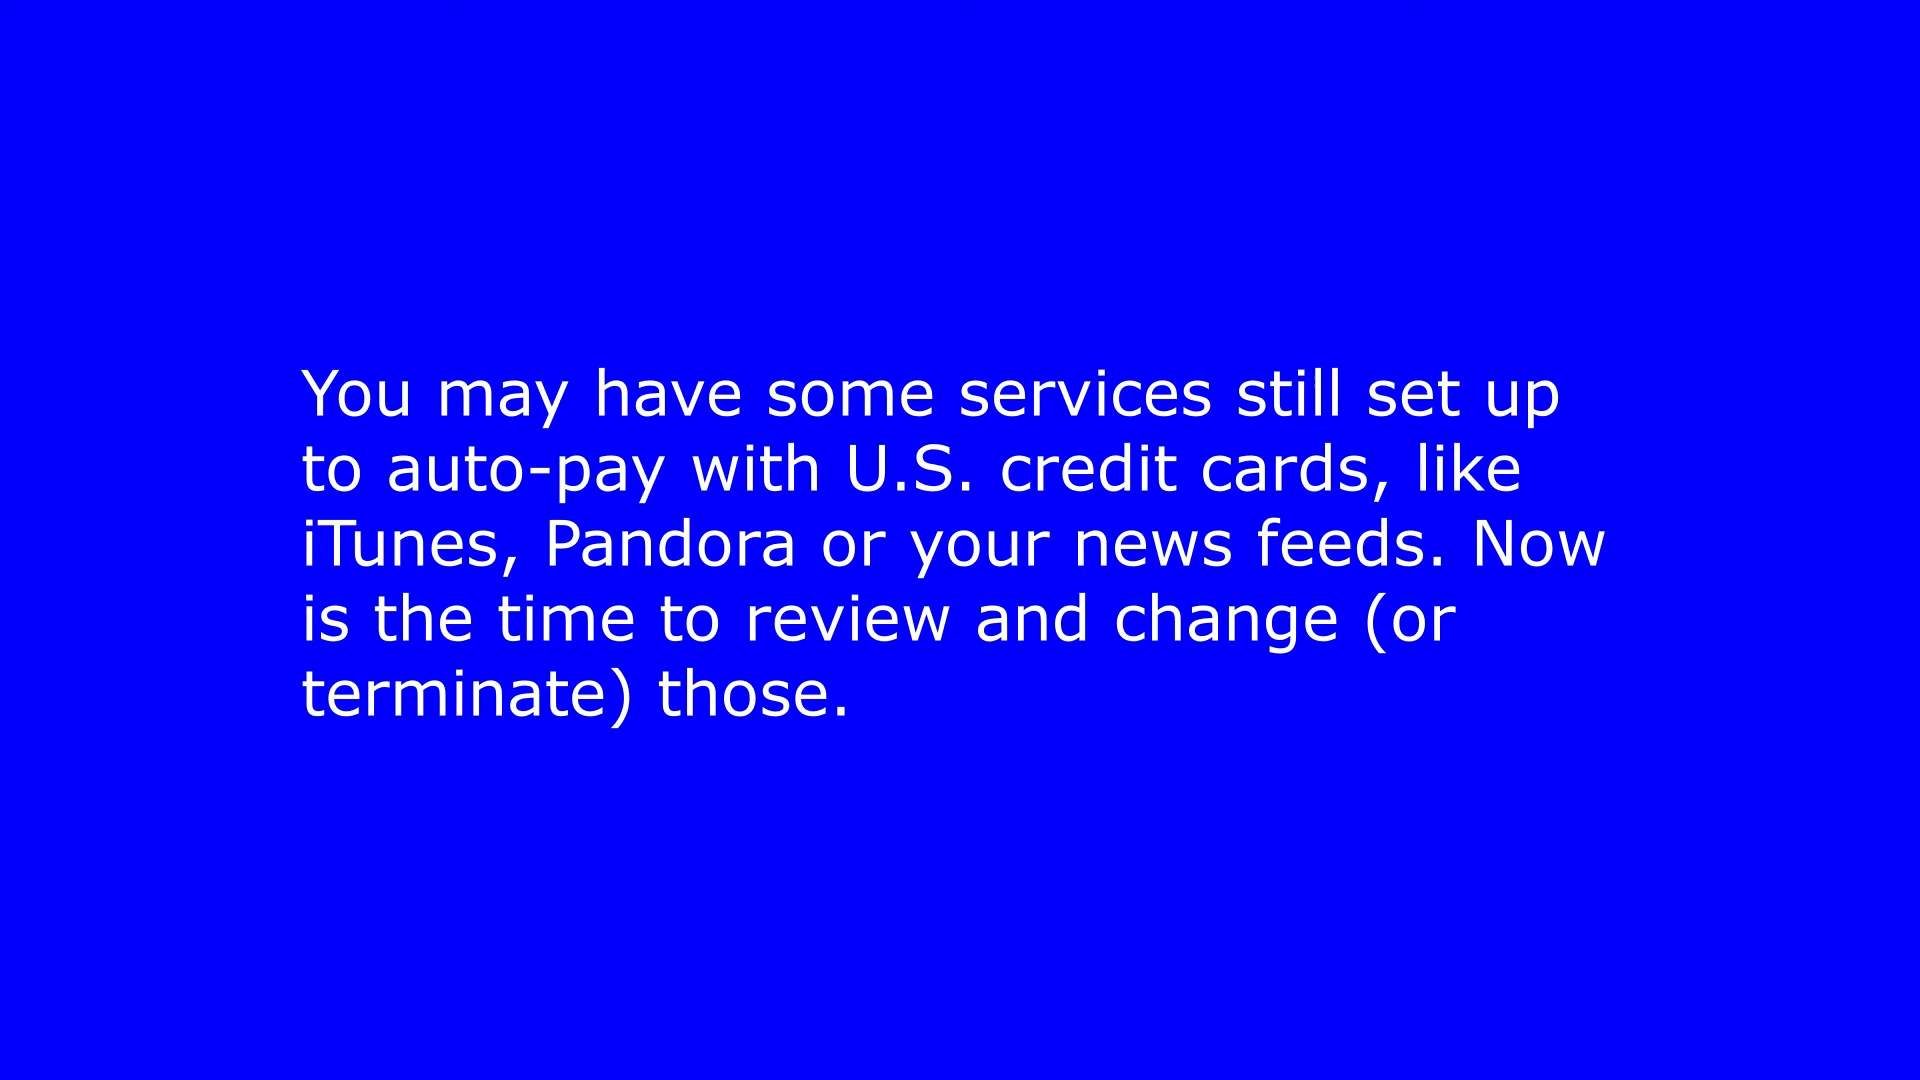 You may have some services still set up
to auto-pay with U.S. credit cards, like
iTunes, Pandora or your news feeds. Now
is the time to review and change (or
terminate) those.